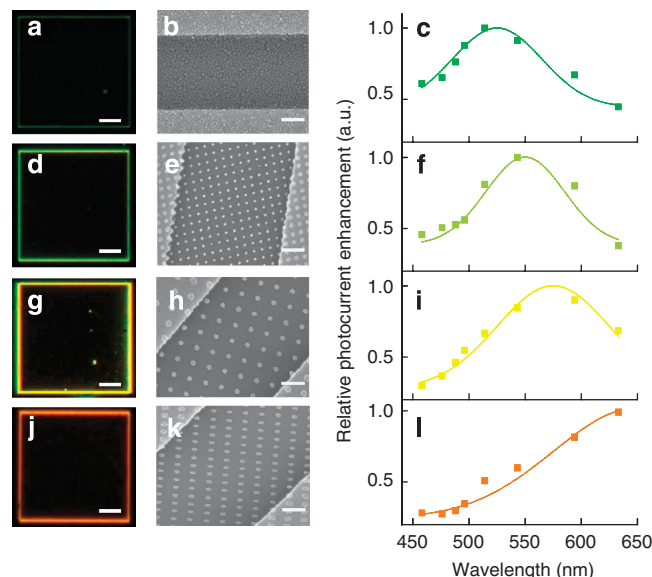 a
b
c
1.0
0.5
d
e
f
1.0
0.5
g
h
i
1.0
0.5
j
k
l
1.0
0.5
Relative photocurrent enhancement (a.u.)
450 500 550 600 650
Wavelength (nm)